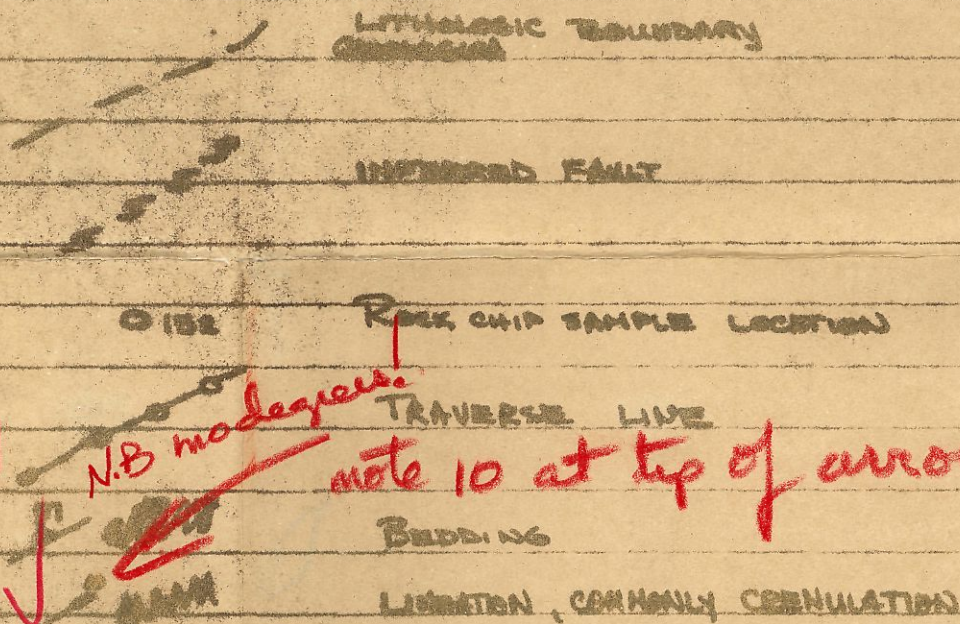 LITHOLOGIC BOUNDARY
INFERRED FAULT
O 152 ROCK CHIP SAMPLE LOCATION
N.B no degrees!
TRAVERSE LINE
note 10 at tip of arro
BEDDING
LINEATION, COMMONLY CRENULATION